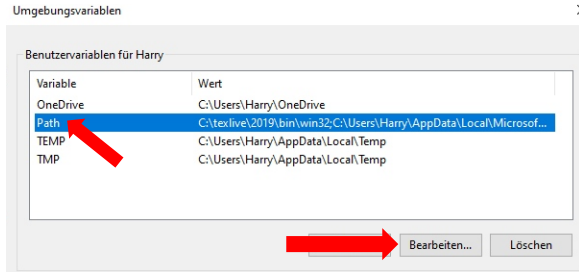 Umgebungsvariablen
Benutzervariablen für Harry
Variable Wert
OneDrive C:\Users\Harry\OneDrive
Path C:\texlive\2019\bin\win32;C:\Users\Harry\AppData\Local\Microsof...
TEMP C:\Users\Harry\AppData\Local\Temp
TMP C:\Users\Harry\AppData\Local\Temp
Bearbeiten... Löschen